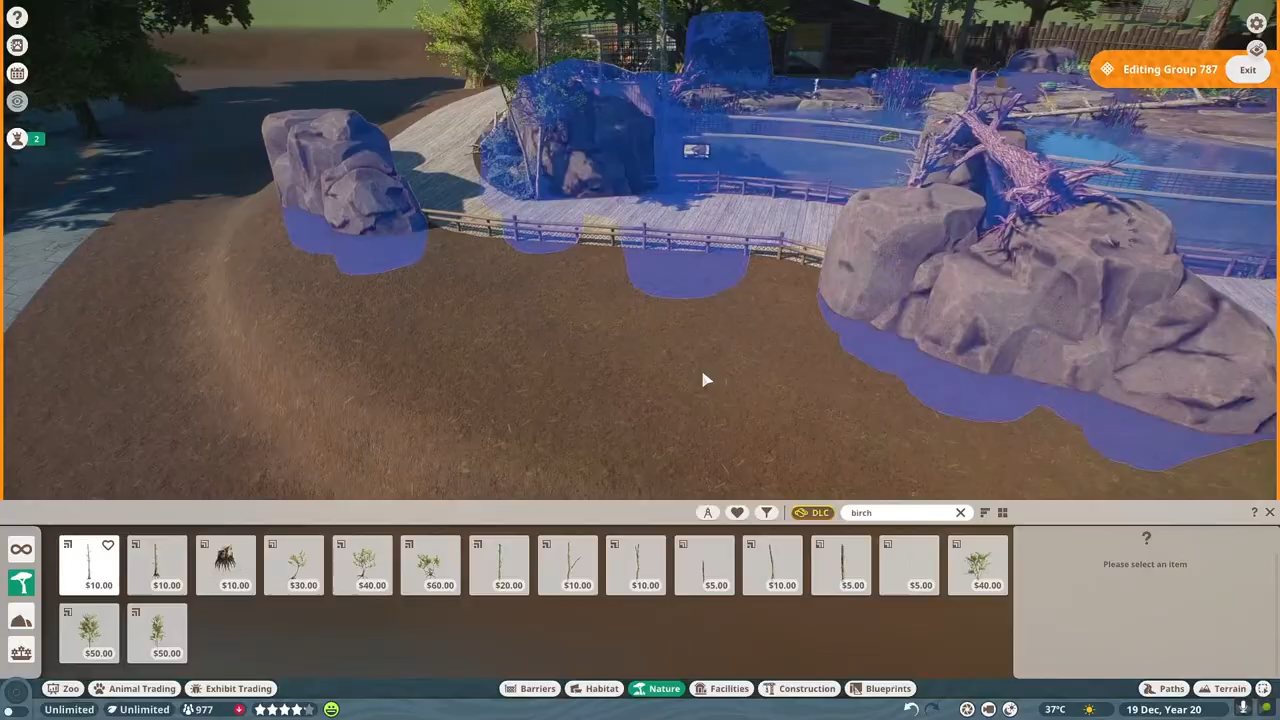 Editing Group 787 Exit
2
DLC birch
$10.00 $10.00 $10.00 $30.00 $40.00 $60.00 $20.00 $10.00 $10.00 $5.00 $10.00 $5.00 $5.00 $40.00
?
Please select an item
$50.00 $50.00
Zoo Animal Trading Exhibit Trading Barriers Habitat Nature Facilities Construction Blueprints Paths Terrain
Unlimited Unlimited 977 37°C 19 Dec, Year 20